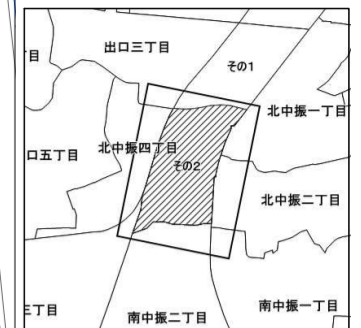 出口三丁目
その1
目
北中振一丁目
口五丁目
北中振四丁目
その2
北中振二丁目
三丁目
南中振二丁目
南中振一丁目